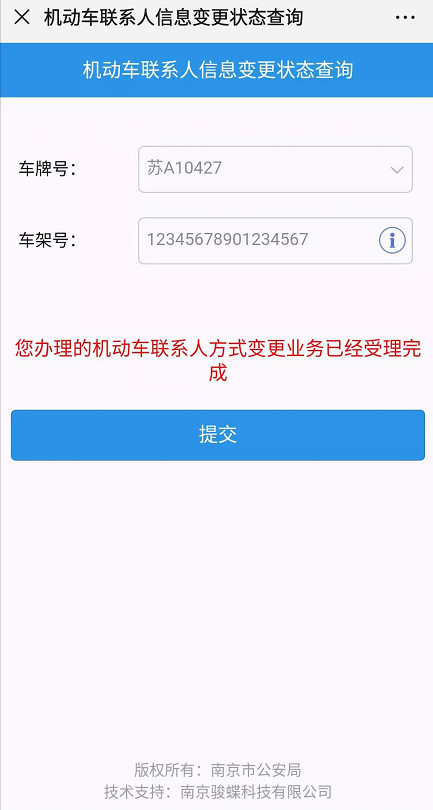 机动车联系人信息变更状态查询
机动车联系人信息变更状态查询
车牌号：
苏A10427
车架号：
12345678901234567
您办理的机动车联系人方式变更业务已经受理完
成
提交
版权所有：南京市公安局
技术支持：南京骏蝶科技有限公司